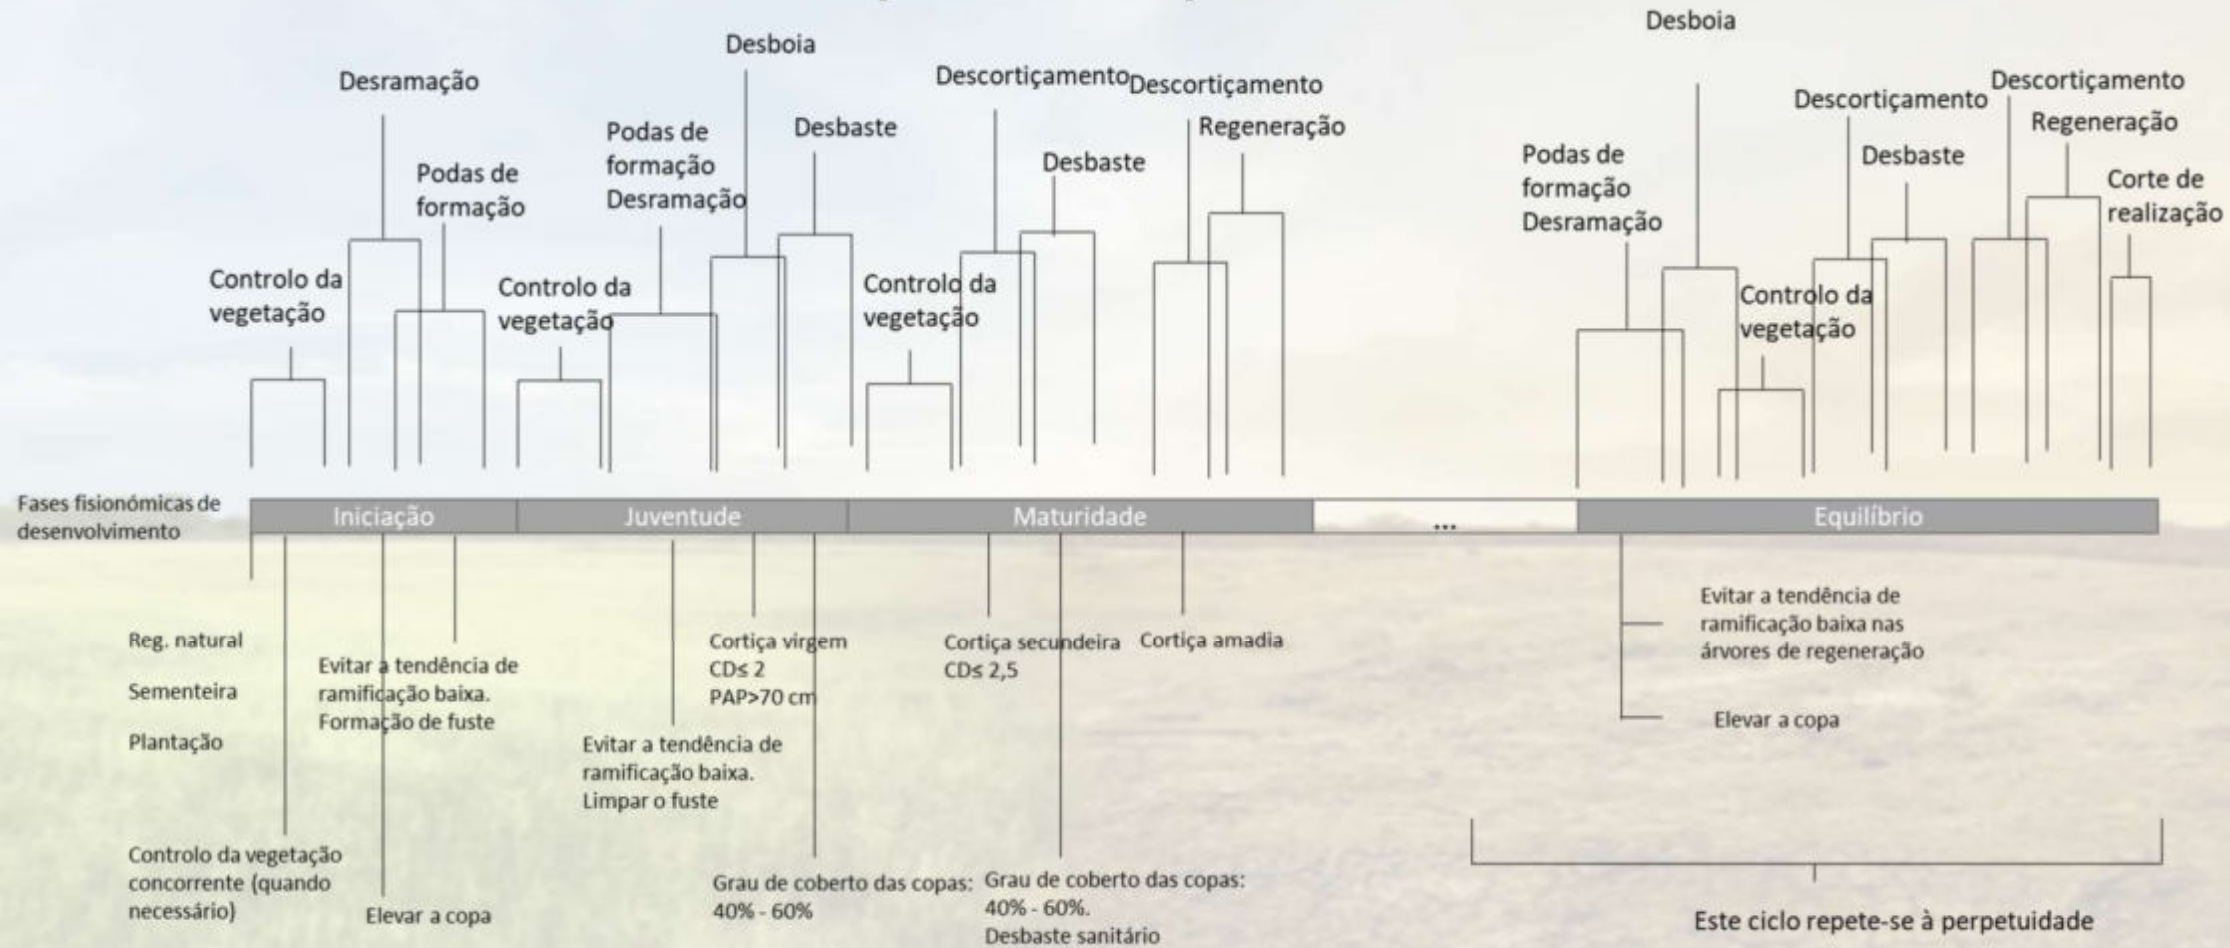 Desboia
Desramação
Podas de
formação
Controlo da
vegetação
Podas de
formação
Desramação
Desboia
Desbaste
Controlo da
vegetação
Descortiçamento
Desbaste
Controlo da
vegetação
Descortiçamento
Regeneração
Podas de
formação
Desramação
Controlo da
vegetação
Descortiçamento
Desbaste
Descortiçamento
Regeneração
Corte de
realização
Fases fisionómicas de
desenvolvimento
Iniciação
Juventude
Maturidade
...
Equilíbrio
Reg. natural
Sementeira
Plantação
Controlo da vegetação
concorrente (quando
necessário)
Evitar a tendência de
ramificação baixa.
Formação de fuste
Elevar a copa
Evitar a tendência de
ramificação baixa.
Limpar o fuste
Cortiça virgem
CD≤ 2
PAP>70 cm
Grau de coberto das copas:
40% - 60%
Cortiça secundeira
CD≤ 2,5
Grau de coberto das copas:
40% - 60%.
Desbaste sanitário
Cortiça amadia
Evitar a tendência de
ramificação baixa nas
árvores de regeneração
Elevar a copa
Este ciclo repete-se à perpetuidade